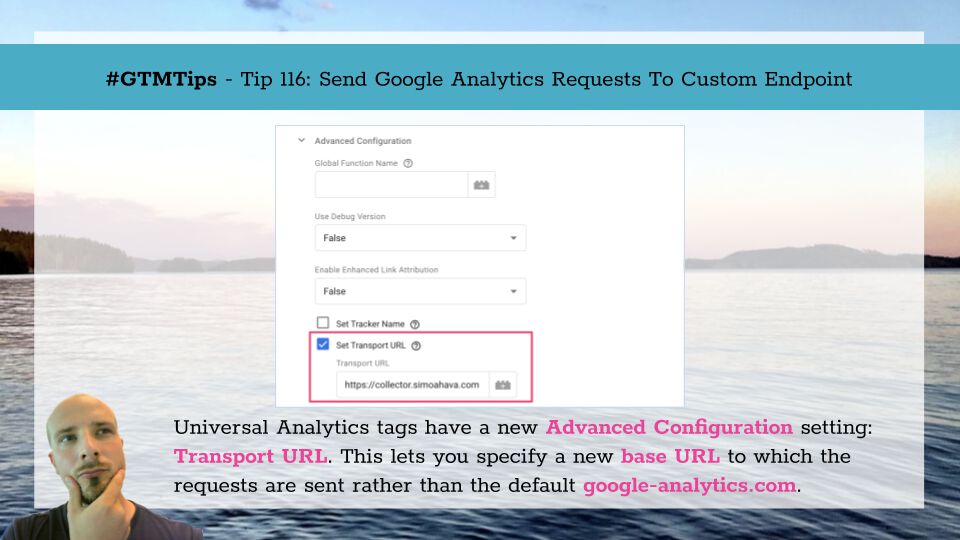 #GTMTips - Tip 116: Send Google Analytics Requests To Custom Endpoint
Advanced Configuration
Global Function Name
Use Debug Version
False
Enable Enhanced Link Attribution
False
Set Tracker Name
Set Transport URL
Transport URL
https://collector.simoahava.com
Universal Analytics tags have a new Advanced Configuration setting:
Transport URL. This lets you specify a new base URL to which the
requests are sent rather than the default google-analytics.com.